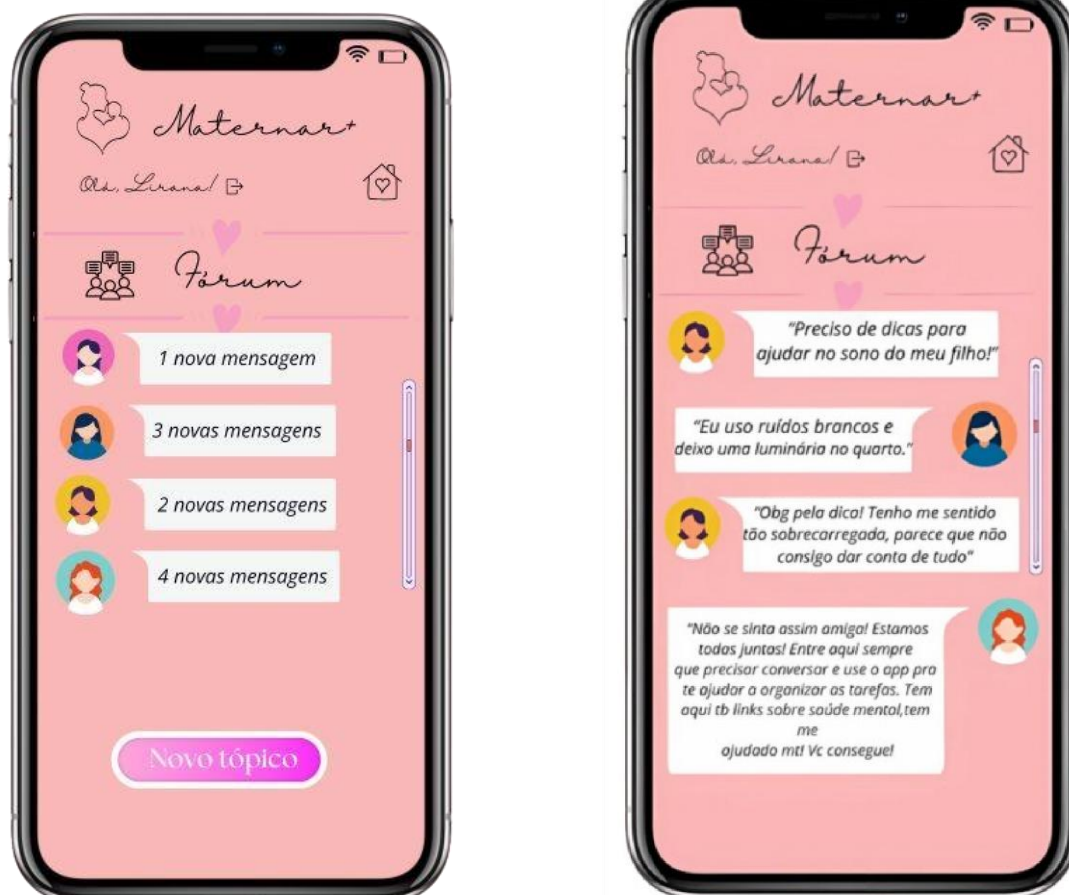 Maternar+
Olá, Lirana!
Fórum
1 nova mensagem
3 novas mensagens
2 novas mensagens
4 novas mensagens
Novo tópico
Maternar+
Olá, Lirana!
Fórum
“Preciso de dicas para
ajudar no sono do meu filho!”
“Eu uso ruídos brancos e
deixo uma luminária no quarto.”
“Obg pela dica! Tenho me sentido
tão sobrecarregada, parece que não
consigo dar conta de tudo”
“Não se sinta assim amiga! Estamos
todas juntas! Entre aqui sempre
que precisar conversar e use o app pra
te ajudar a organizar as tarefas. Tem
aqui tb links sobre saúde mental,tem
me
ajudado mt! Vc consegue!